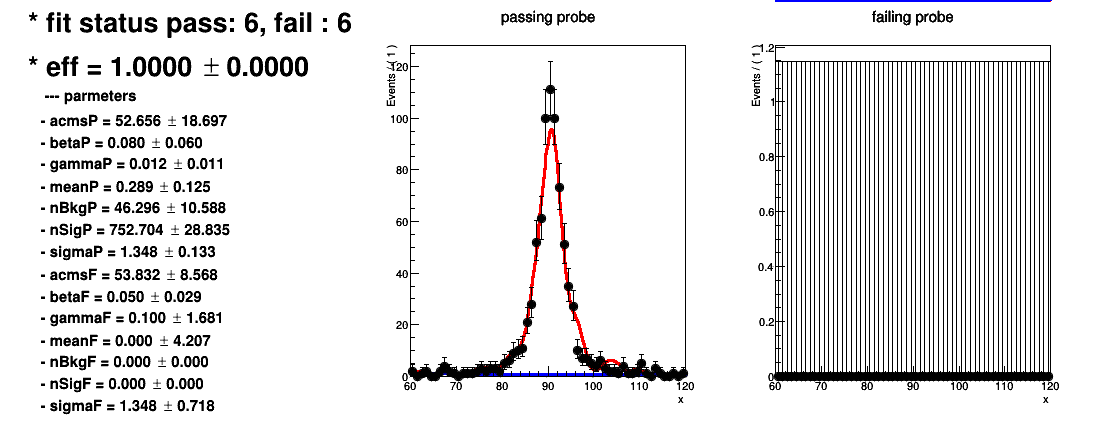 * fit status pass: 6, fail : 6
* eff = 1.0000 ± 0.0000
--- parmeters
- acmsP = 52.656 ± 18.697
- betaP = 0.080 ± 0.060
- gammaP = 0.012 ± 0.011
- meanP = 0.289 ± 0.125
- nBkgP = 46.296 ± 10.588
- nSigP = 752.704 ± 28.835
- sigmaP = 1.348 ± 0.133
- acmsF = 53.832 ± 8.568
- betaF = 0.050 ± 0.029
- gammaF = 0.100 ± 1.681
- meanF = 0.000 ± 4.207
- nBkgF = 0.000 ± 0.000
- nSigF = 0.000 ± 0.000
- sigmaF = 1.348 ± 0.718
passing probe
Events / ( 1 )
120
100
80
60
40
20
0
60 70 80 90 100 110 120
x
failing probe
Events / ( 1 )
1.2
1
0.8
0.6
0.4
0.2
0
60 70 80 90 100 110 120
x